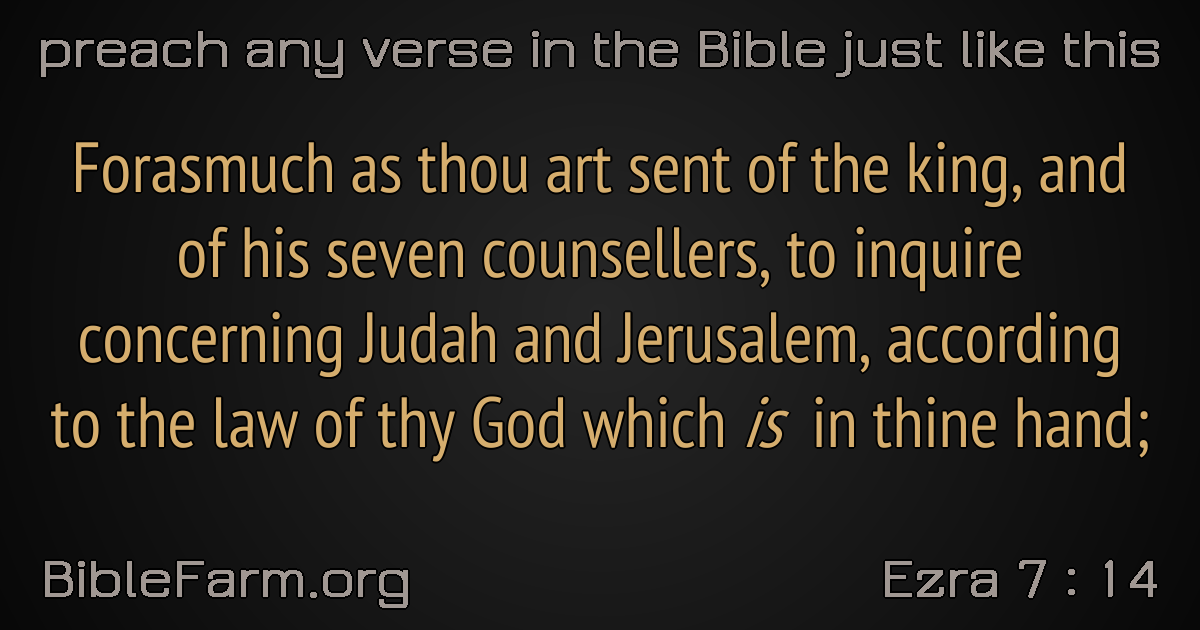 preach any verse in the Bible just like this
Forasmuch as thou art sent of the king, and
of his seven counsellers, to inquire
concerning Judah and Jerusalem, according
to the law of thy God which is in thine hand;
BibleFarm.org
Ezra 7 : 14